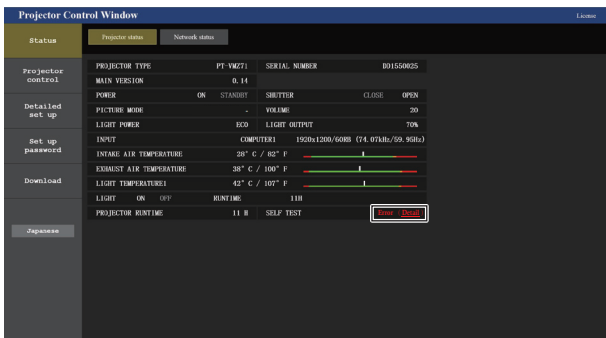 Projector Control Window
License
Status
Projector control
Detailed set up
Set up password
Download
Japanese
Projector status Network status
PROJECTOR TYPE PT-VMZ71 SERIAL NUMBER DD1550025
MAIN VERSION 0.14
POWER ON STANDBY SHUTTER CLOSE OPEN
PICTURE MODE - VOLUME 20
LIGHT POWER ECO LIGHT OUTPUT 70%
INPUT COMPUTER1 1920x1200/60RB (74.07kHz/59.95Hz)
INTAKE AIR TEMPERATURE 28° C / 82° F
EXHAUST AIR TEMPERATURE 38° C / 100° F
LIGHT TEMPERATURE1 42° C / 107° F
LIGHT ON OFF RUNTIME 11H
PROJECTOR RUNTIME 11 H SELF TEST Error [Detail]